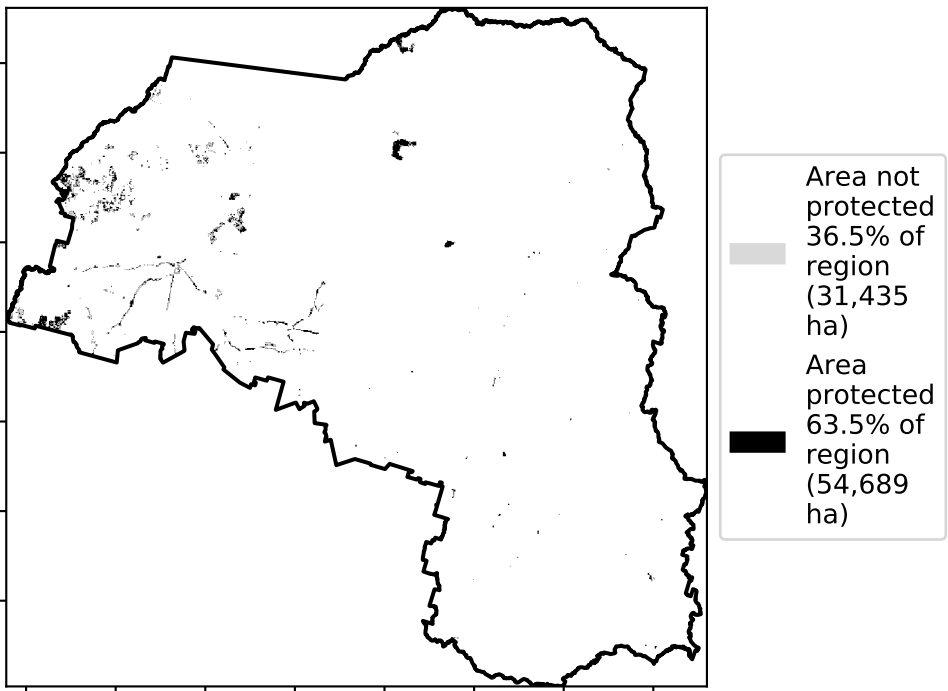 Area not
protected
36.5% of
region
(31,435
ha)
Area
protected
63.5% of
region
(54,689
ha)